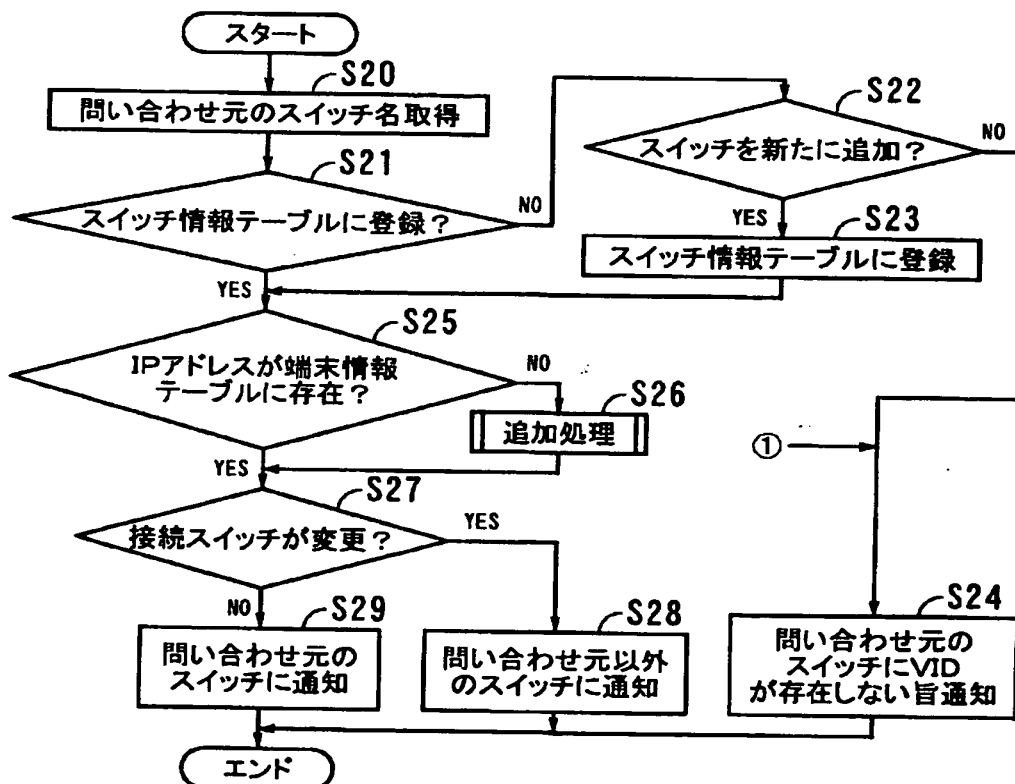 スタート
S20
問い合わせ元のスイッチ名取得
S21
スイッチ情報テーブルに登録？
NO
YES
S22
スイッチを新たに追加？
NO
YES
S23
スイッチ情報テーブルに登録
S25
IPアドレスが端末情報
テーブルに存在？
NO
YES
S26
追加処理
①
S27
接続スイッチが変更？
YES
NO
S29
問い合わせ元の
スイッチに通知
S28
問い合わせ元以外
のスイッチに通知
S24
問い合わせ元の
スイッチにVID
が存在しない旨通知
エンド